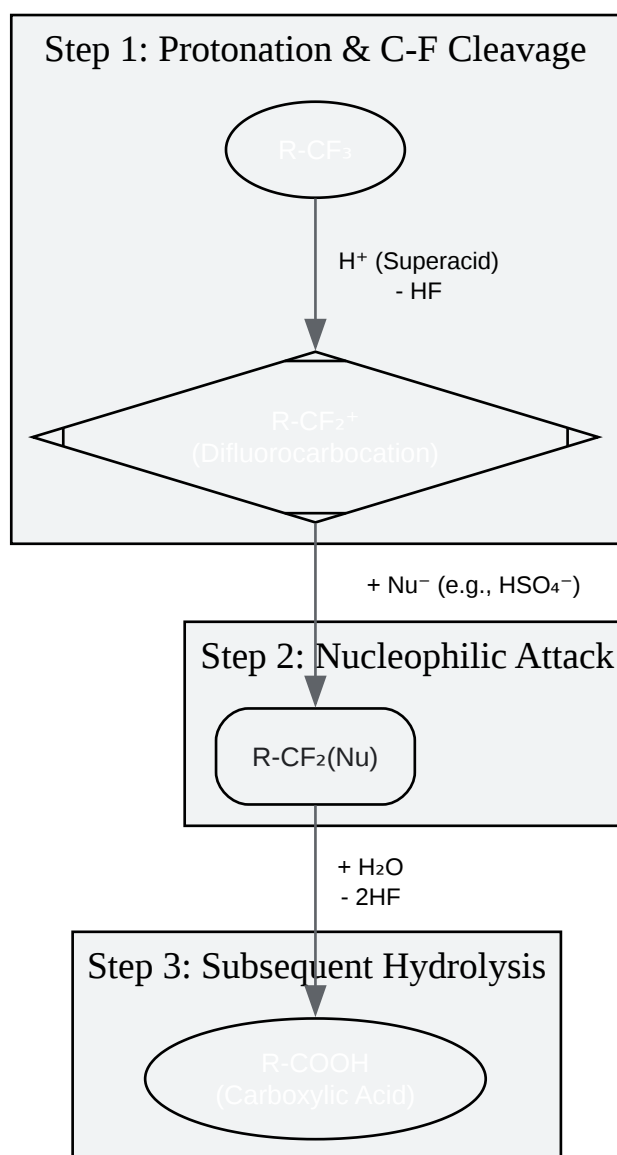 Step 1: Protonation & C-F Cleavage
R-CF₃
H⁺ (Superacid)
- HF
R-CF₂⁺
(Difluorocarbocation)
+ Nu⁻ (e.g., HSO₄⁻)
Step 2: Nucleophilic Attack
R-CF₂(Nu)
+ H₂O
- 2HF
Step 3: Subsequent Hydrolysis
R-COOH
(Carboxylic Acid)